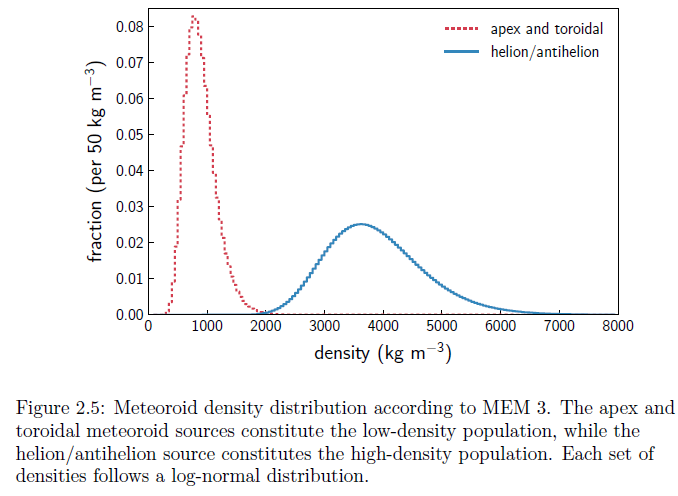 apex and toroidal
helion/antihelion
fraction (per 50 kg m−3)
0.08
0.07
0.06
0.05
0.04
0.03
0.02
0.01
0.00
0 1000 2000 3000 4000 5000 6000 7000 8000
density (kg m−3)
Figure 2.5: Meteoroid density distribution according to MEM 3. The apex and
toroidal meteoroid sources constitute the low-density population, while the
helion/antihelion source constitutes the high-density population. Each set of
densities follows a log-normal distribution.